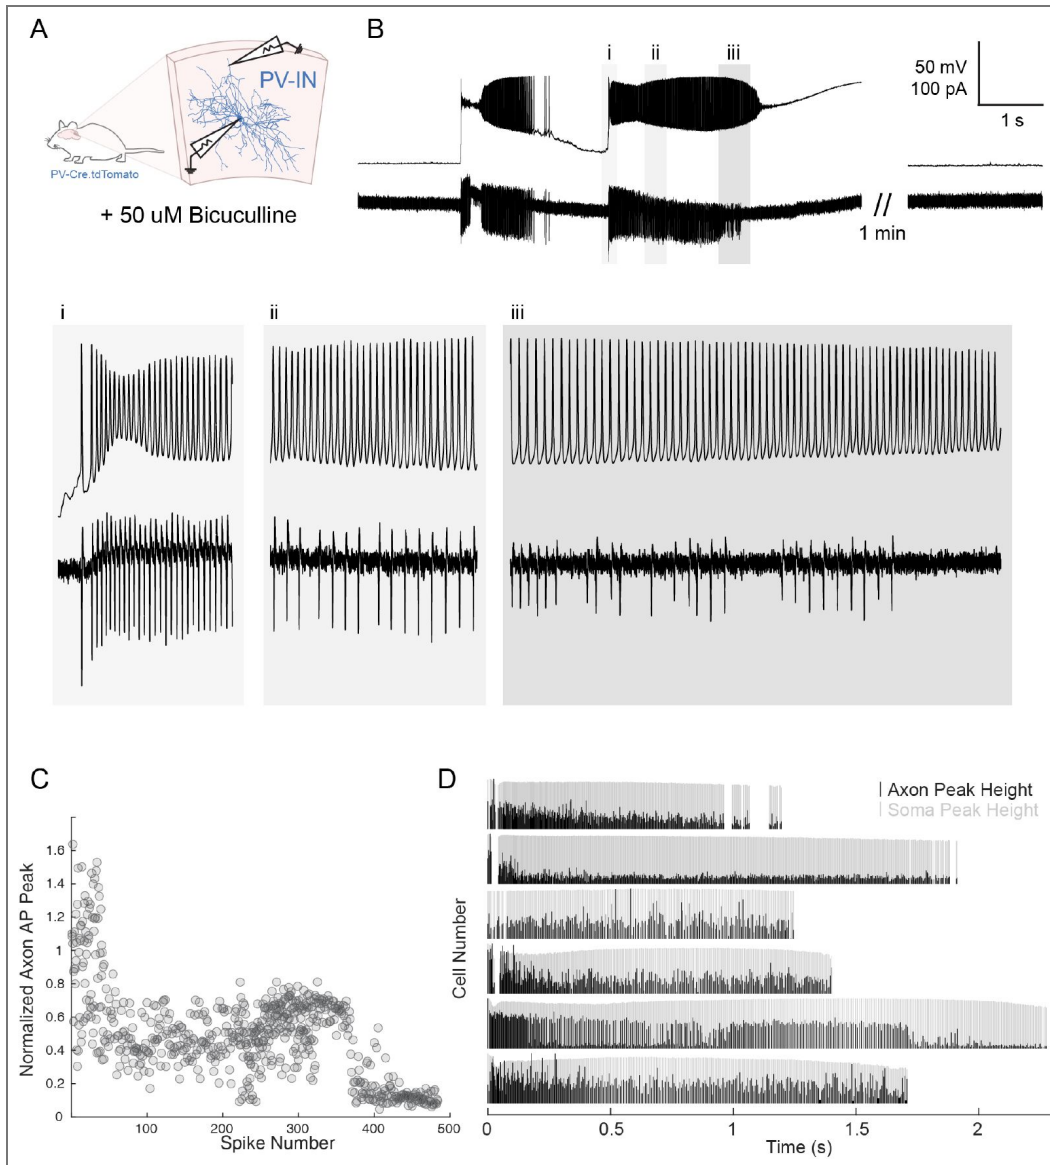 A
PV-IN
PV-Cre.tdTomato
+ 50 uM Bicuculline
B
i
ii
iii
50 mV
100 pA
1 s
//
1 min
i
ii
iii
C
Normalized Axon AP Peak
1.6
1.4
1.2
1
0.8
0.6
0.4
0.2
0
100
200
300
400
500
Spike Number
D
Axon Peak Height
Soma Peak Height
Cell Number
0
0.5
1
1.5
2
Time (s)